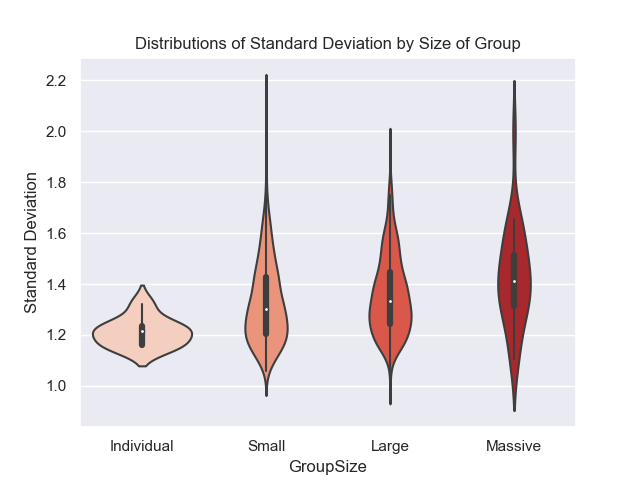 Distributions of Standard Deviation by Size of Group
2.2
2.0
1.8
1.6
1.4
1.2
1.0
Standard Deviation
Individual Small Large Massive
GroupSize